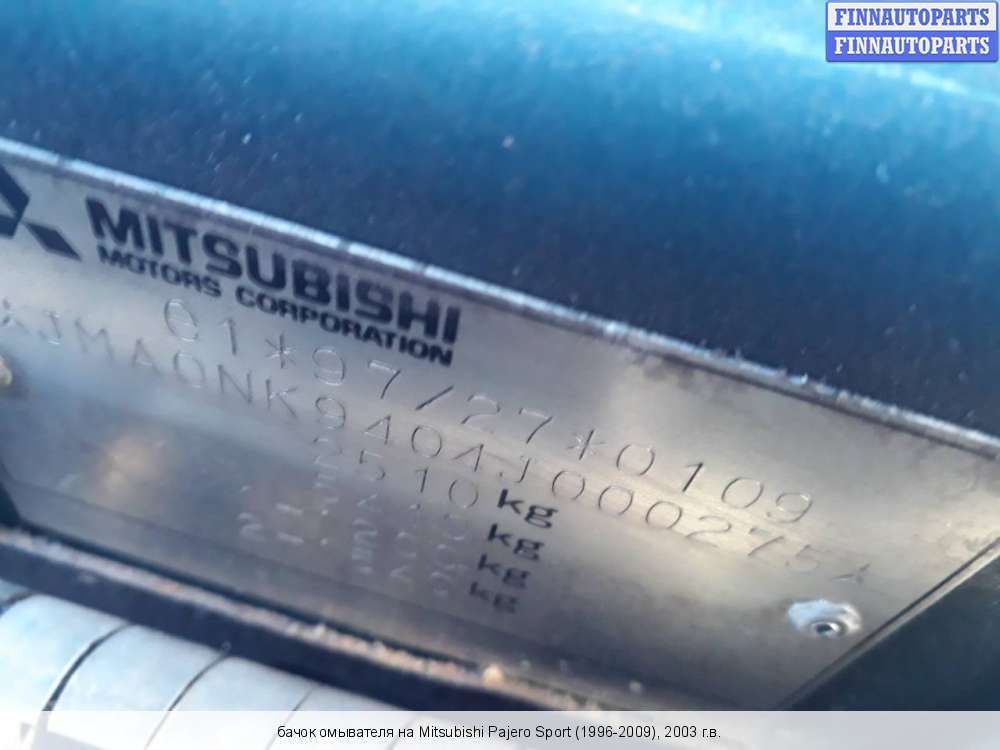 FINNAUTOPARTS
FINNAUTOPARTS
MITSUBISHI
MOTORS CORPORATION
G1*97/27*0109
*JMA0NK9404J000275*
2510 kg
kg
kg
kg
бачок омывателя на Mitsubishi Pajero Sport (1996-2009), 2003 г.в.